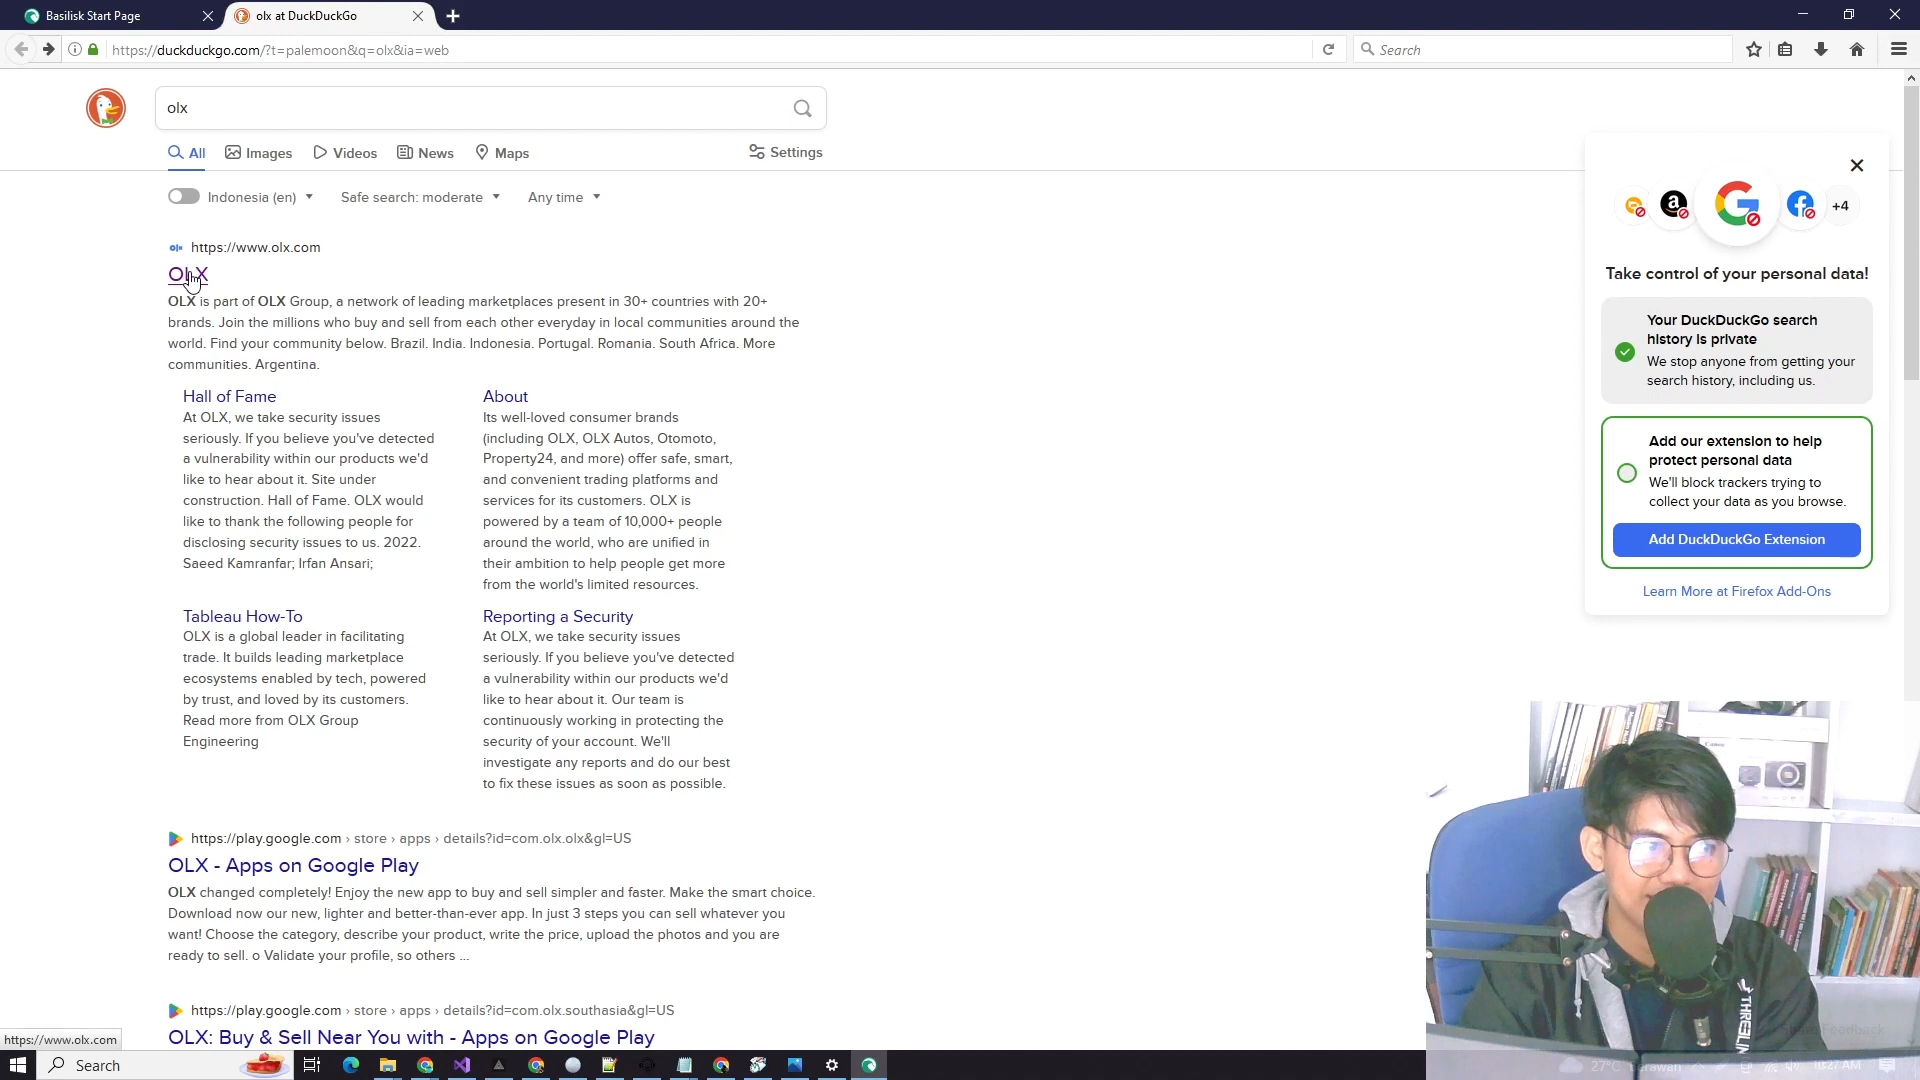 Basilisk Start Page
olx at DuckDuckGo
https://duckduckgo.com/?t=palemoon&q=olx&ia=web
Search
olx
All
Images
Videos
News
Maps
Settings
Indonesia (en)
Safe search: moderate
Any time
olx https://www.olx.com
OLX
OLX is part of OLX Group, a network of leading marketplaces present in 30+ countries with 20+
brands. Join the millions who buy and sell from each other everyday in local communities around the
world. Find your community below. Brazil. India. Indonesia. Portugal. Romania. South Africa. More
communities. Argentina.
Hall of Fame
At OLX, we take security issues
seriously. If you believe you've detected
a vulnerability within our products we'd
like to hear about it. Site under
construction. Hall of Fame. OLX would
like to thank the following people for
disclosing security issues to us. 2022.
Saeed Kamranfar; Irfan Ansari;
About
Its well-loved consumer brands
(including OLX, OLX Autos, Otomoto,
Property24, and more) offer safe, smart,
and convenient trading platforms and
services for its customers. OLX is
powered by a team of 10,000+ people
around the world, who are unified in
their ambition to help people get more
from the world's limited resources.
Tableau How-To
OLX is a global leader in facilitating
trade. It builds leading marketplace
ecosystems enabled by tech, powered
by trust, and loved by its customers.
Read more from OLX Group
Engineering
Reporting a Security
At OLX, we take security issues
seriously. If you believe you've detected
a vulnerability within our products we'd
like to hear about it. Our team is
continuously working in protecting the
security of your account. We'll
investigate any reports and do our best
to fix these issues as soon as possible.
https://play.google.com › store › apps › details?id=com.olx.olx&gl=US
OLX - Apps on Google Play
OLX changed completely! Enjoy the new app to buy and sell simpler and faster. Make the smart choice.
Download now our new, lighter and better-than-ever app. In just 3 steps you can sell whatever you
want! Choose the category, describe your product, write the price, upload the photos and you are
ready to sell. o Validate your profile, so others ...
https://play.google.com › store › apps › details?id=com.olx.southasia&gl=US
OLX: Buy & Sell Near You with - Apps on Google Play
+4
Take control of your personal data!
Your DuckDuckGo search
history is private
We stop anyone from getting your
search history, including us.
Add our extension to help
protect personal data
We'll block trackers trying to
collect your data as you browse.
Add DuckDuckGo Extension
Learn More at Firefox Add-Ons
Canon
Feedback
https://www.olx.com
Search
27°C